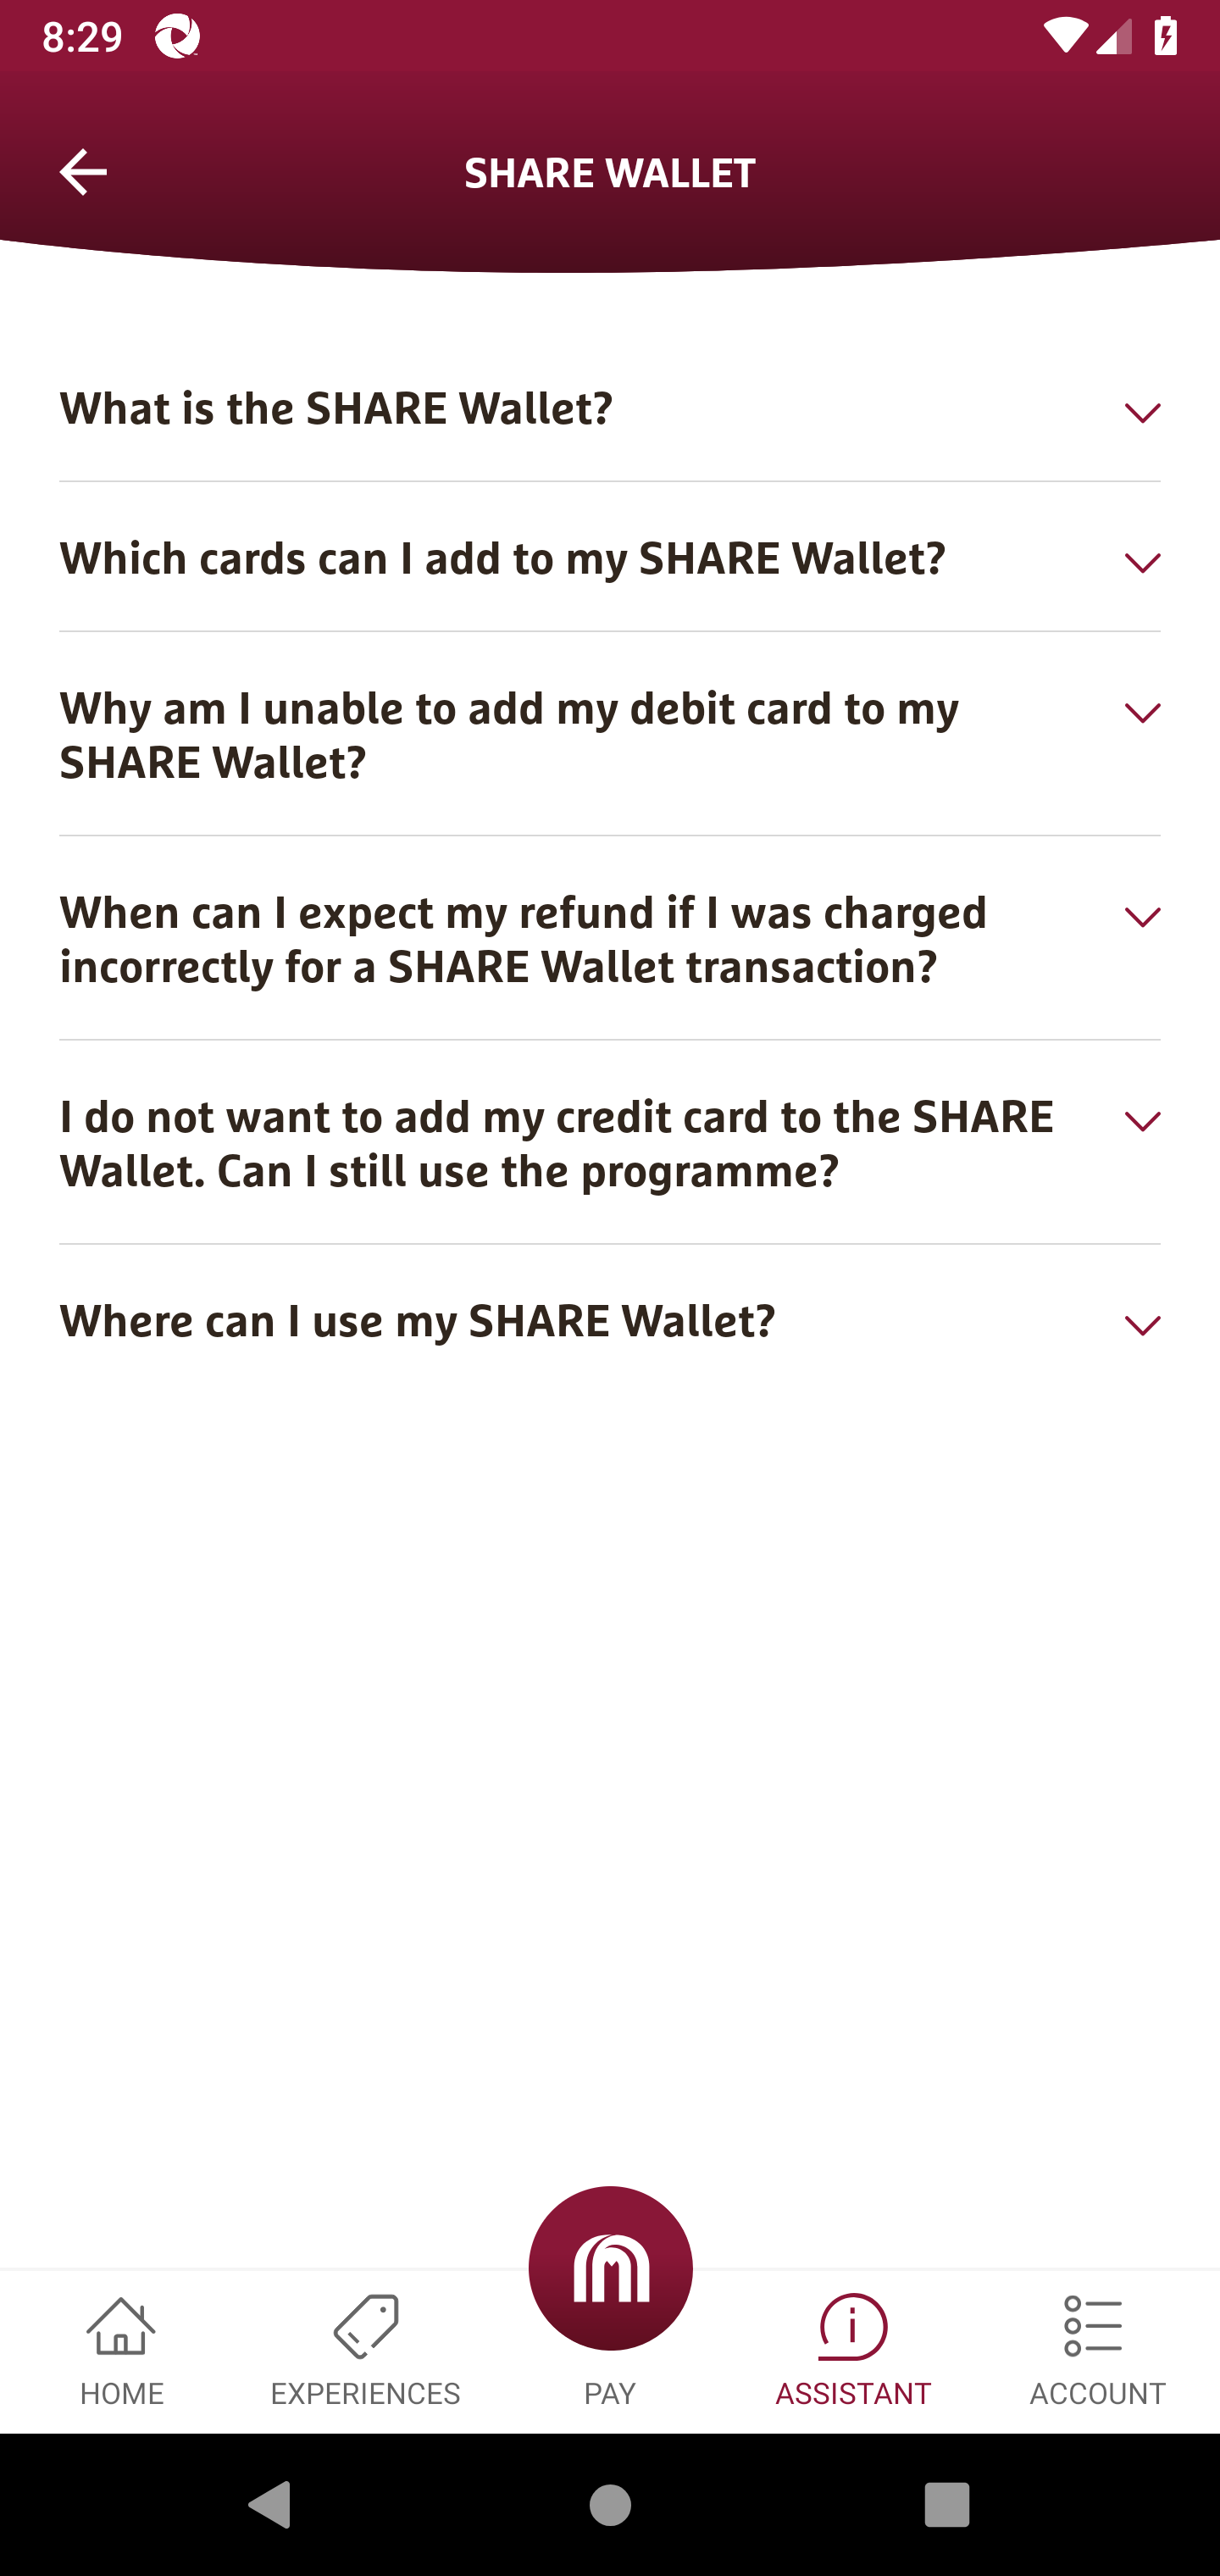 8:29
SHARE WALLET
What is the SHARE Wallet?
Which cards can I add to my SHARE Wallet?
Why am I unable to add my debit card to my
SHARE Wallet?
When can I expect my refund if I was charged
incorrectly for a SHARE Wallet transaction?
I do not want to add my credit card to the SHARE
Wallet. Can I still use the programme?
Where can I use my SHARE Wallet?
HOME
EXPERIENCES
PAY
ASSISTANT
ACCOUNT